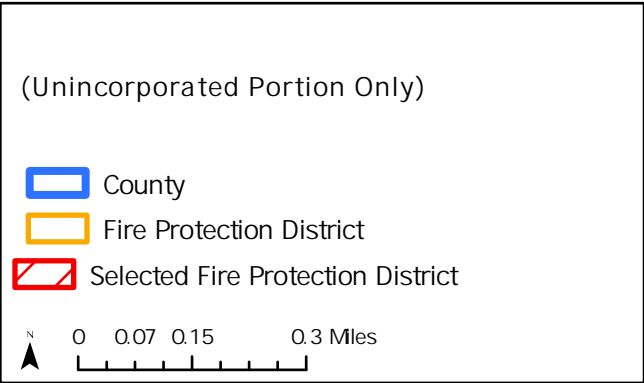 (Unincorporated Portion Only)
County
Fire Protection District
Selected Fire Protection District
N
0 0.07 0.15 0.3 Miles